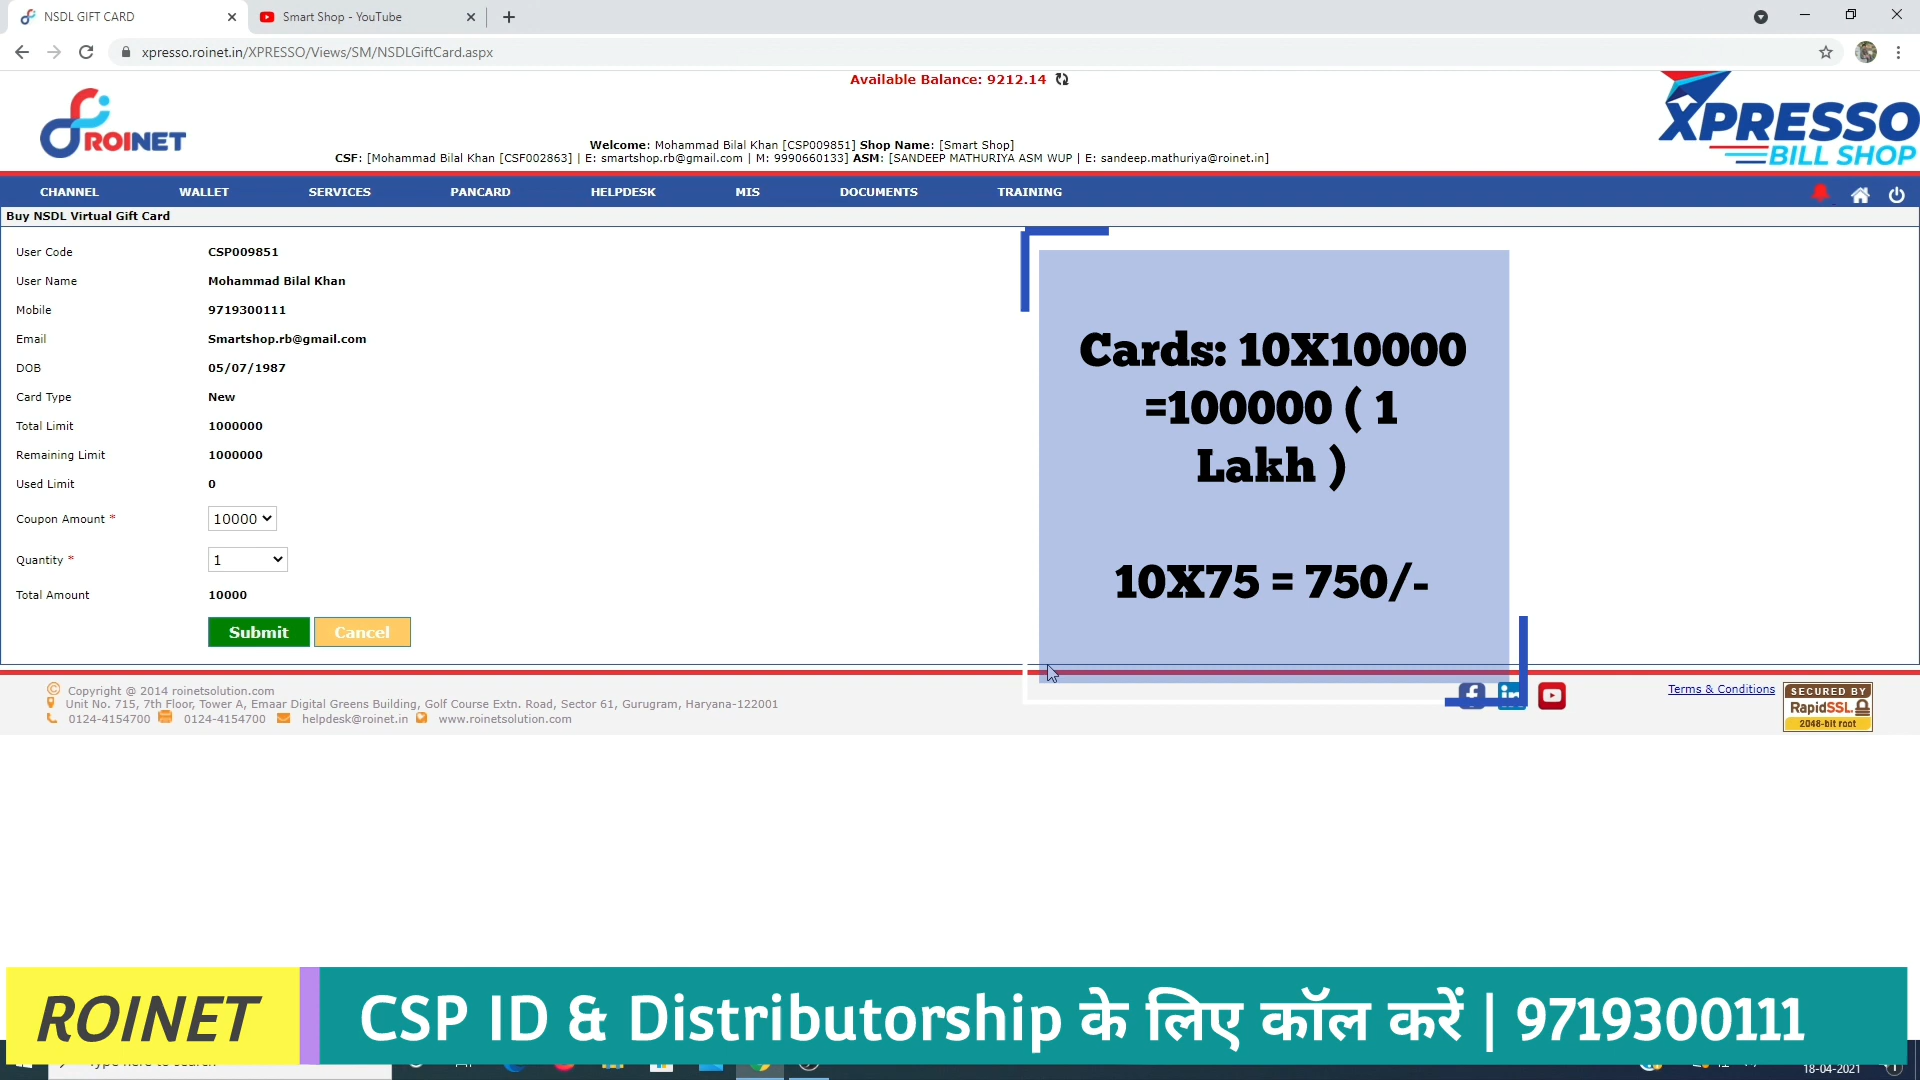 NSDL GIFT CARD
Smart Shop - YouTube
xpresso.roinet.in/XPRESSO/Views/SM/NSDLGiftCard.aspx
Available Balance: 9212.14
ROINET
XPRESSO
BILL SHOP
Welcome: Mohammad Bilal Khan [CSP009851] Shop Name: [Smart Shop]
CSF: [Mohammad Bilal Khan [CSF002863] | E: smartshop.rb@gmail.com | M: 9990660133] ASM: [SANDEEP MATHURIYA ASM WUP | E: sandeep.mathuriya@roinet.in]
CHANNEL WALLET SERVICES PANCARD HELPDESK MIS DOCUMENTS TRAINING
Buy NSDL Virtual Gift Card
User Code CSP009851
User Name Mohammad Bilal Khan
Mobile 9719300111
Email Smartshop.rb@gmail.com
DOB 05/07/1987
Card Type New
Total Limit 1000000
Remaining Limit 1000000
Used Limit 0
Coupon Amount * 10000
Quantity * 1
Total Amount 10000
Submit Cancel
Cards: 10X10000
=100000 ( 1
Lakh )
10X75 = 750/-
Copyright @ 2014 roinetsolution.com
Unit No. 715, 7th Floor, Tower A, Emaar Digital Greens Building, Golf Course Extn. Road, Sector 61, Gurugram, Haryana-122001
0124-4154700 0124-4154700 helpdesk@roinet.in www.roinetsolution.com
Terms & Conditions
SECURED BY
RapidSSL.
2048-bit root
ROINET
CSP ID & Distributorship के लिए कॉल करें | 9719300111
18-04-2021